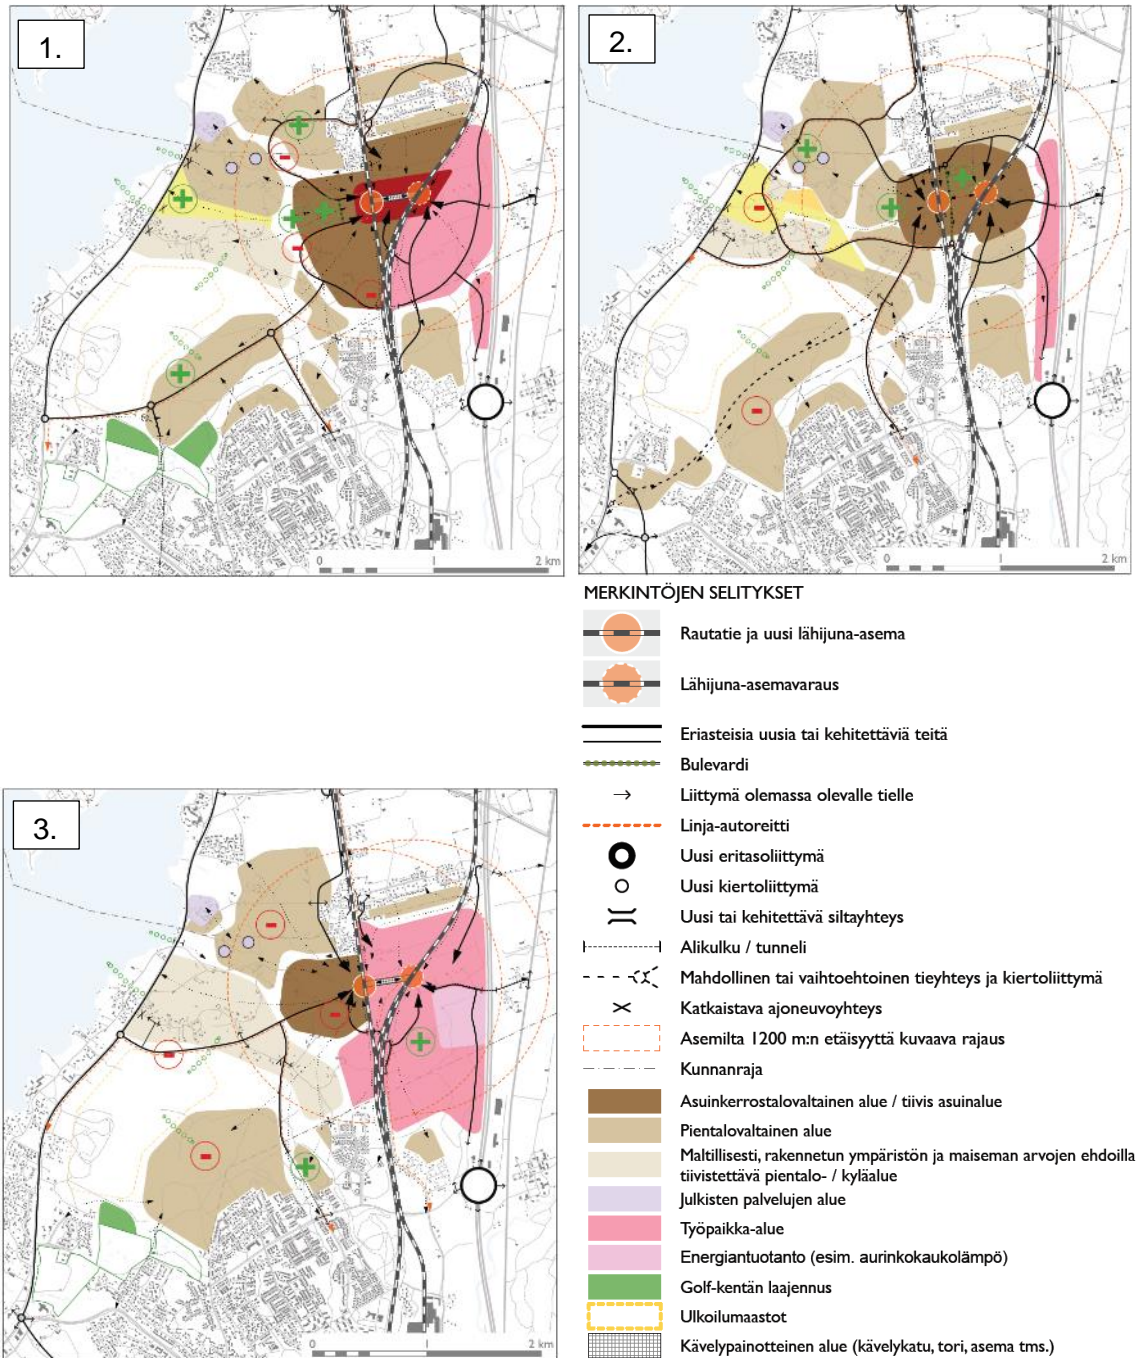 1.
2.
0
2 km
0
1 km
MERKINTÖJEN SELITYKSET
Rautatie ja uusi lähijuna-asema
Lähijuna-asemavaraus
Eriasteisia uusia tai kehitettäviä teitä
Bulevardi
Liittymä olemassa olevalle tielle
Linja-autoreitti
Uusi eritasoliittymä
Uusi kiertoliittymä
Uusi tai kehitettävä siltayhteys
Alikulku / tunneli
Mahdollinen tai vaihtoehtoinen tieyhteys ja kiertoliittymä
Katkaistava ajoneuvoyhteys
Asemilta 1200 m:n etäisyyttä kuvaava rajaus
Kunnanraja
Asuinkerrostalovaltainen alue / tiivis asuinalue
Pientalovaltainen alue
Maltillisesti, rakennetun ympäristön ja maiseman arvojen ehdoilla
tiivistettävä pientalo- / kyläalue
Julkisten palvelujen alue
Työpaikka-alue
Energiantuotanto (esim. aurinkokaukolämpö)
Golf-kentän laajennus
Ulkoilumaastot
Kävelypainotteinen alue (kävelykatu, tori, asema tms.)
3.
0
2 km